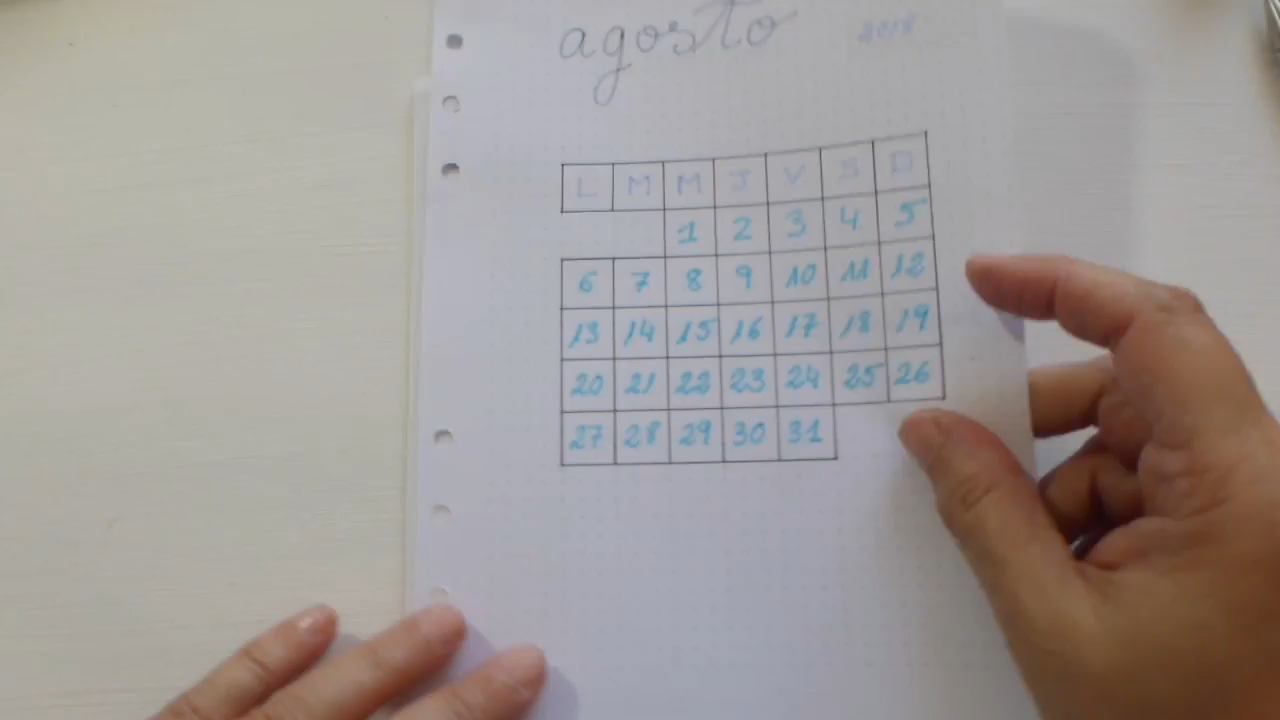 agosto 2018
L M M J V S D
1 2 3 4 5
6 7 8 9 10 11 12
13 14 15 16 17 18 19
20 21 22 23 24 25 26
27 28 29 30 31